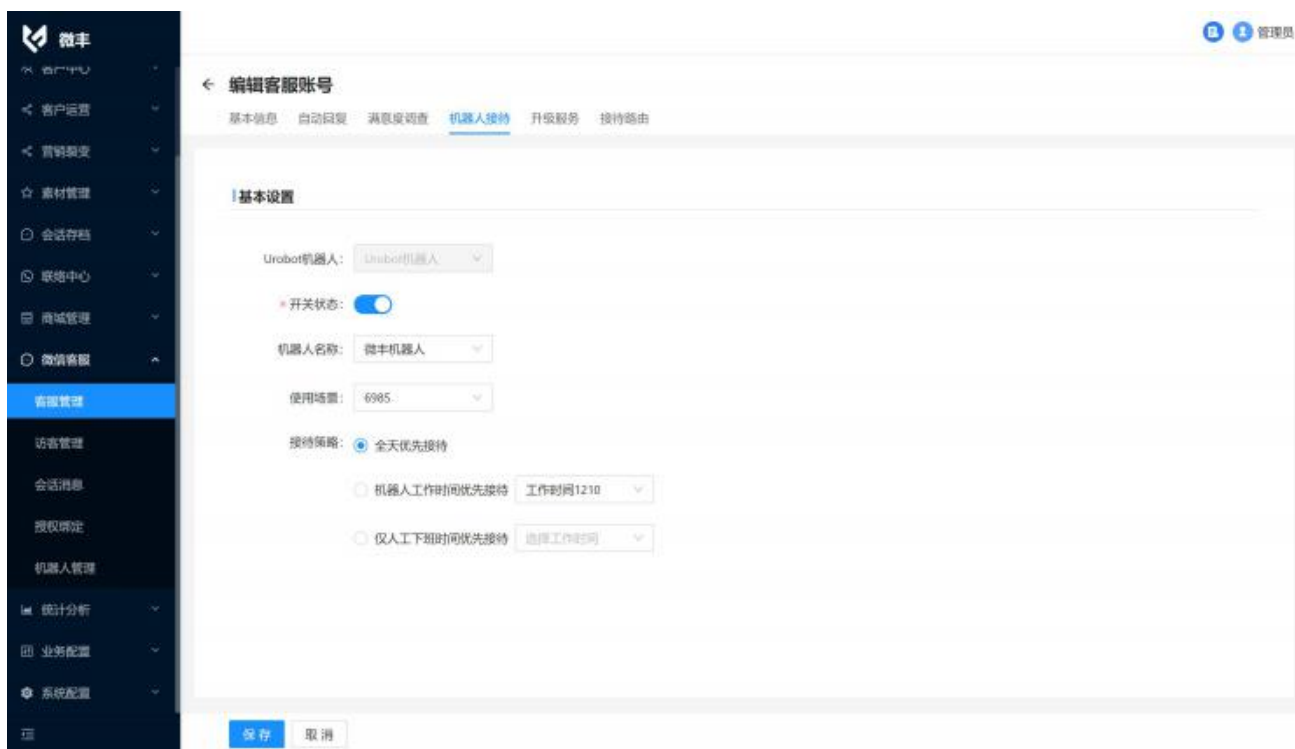 微丰
管理员
客户中心
客户运营
营销裂变
素材管理
会话存档
联络中心
商城管理
微信客服
客服管理
访客管理
会话消息
授权绑定
机器人管理
统计分析
业务配置
系统配置
← 编辑客服账号
基本信息 自动回复 满意度调查 机器人接待 升级服务 接待路由
基本设置
Urobot机器人: Urobot机器人
* 开关状态:
机器人名称: 微丰机器人
使用场景: 6985
接待策略: 全天优先接待
机器人工作时间优先接待 工作时间1210
仅人工下班时间优先接待 选择工作时间
保存 取消